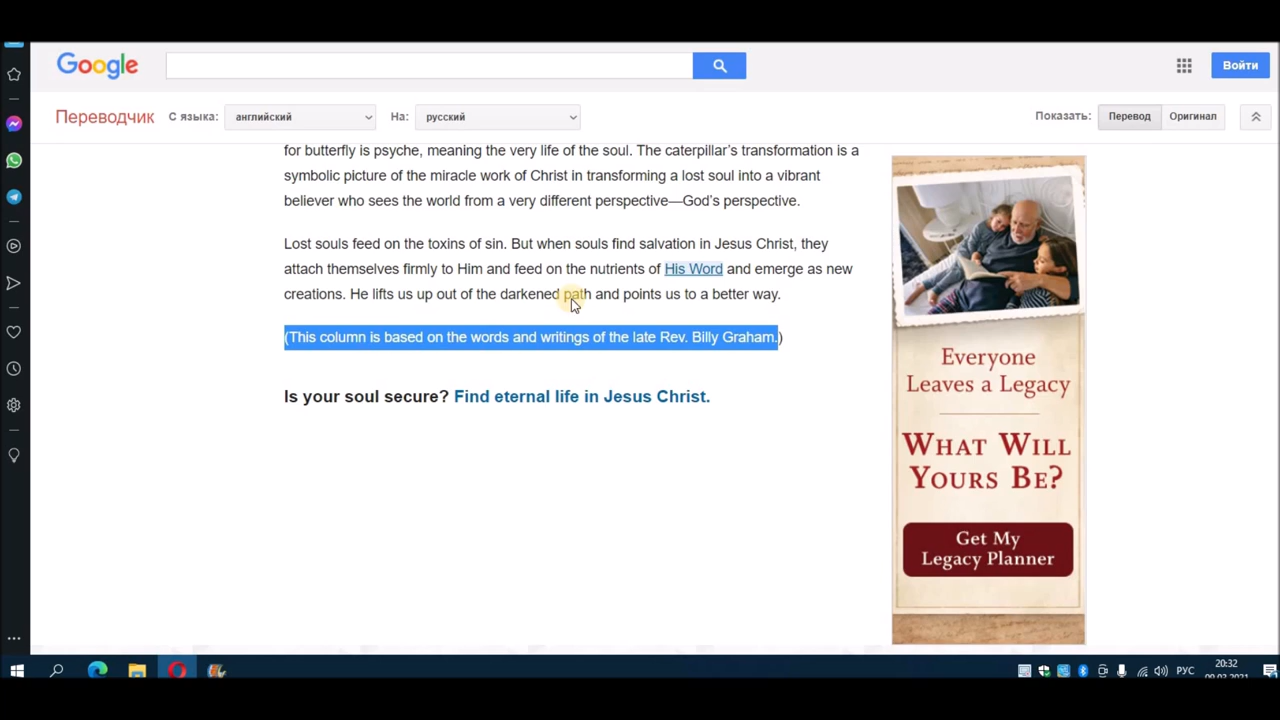 Google
Войти
Переводчик
С языка:
английский
На:
русский
Показать:
Перевод
Оригинал
for butterfly is psyche, meaning the very life of the soul. The caterpillar’s transformation is a
symbolic picture of the miracle work of Christ in transforming a lost soul into a vibrant
believer who sees the world from a very different perspective—God’s perspective.
Lost souls feed on the toxins of sin. But when souls find salvation in Jesus Christ, they
attach themselves firmly to Him and feed on the nutrients of His Word and emerge as new
creations. He lifts us up out of the darkened path and points us to a better way.
(This column is based on the words and writings of the late Rev. Billy Graham.)
Is your soul secure? Find eternal life in Jesus Christ.
Everyone
Leaves a Legacy
What Will
Yours Be?
Get My
Legacy Planner
РУС
20:32